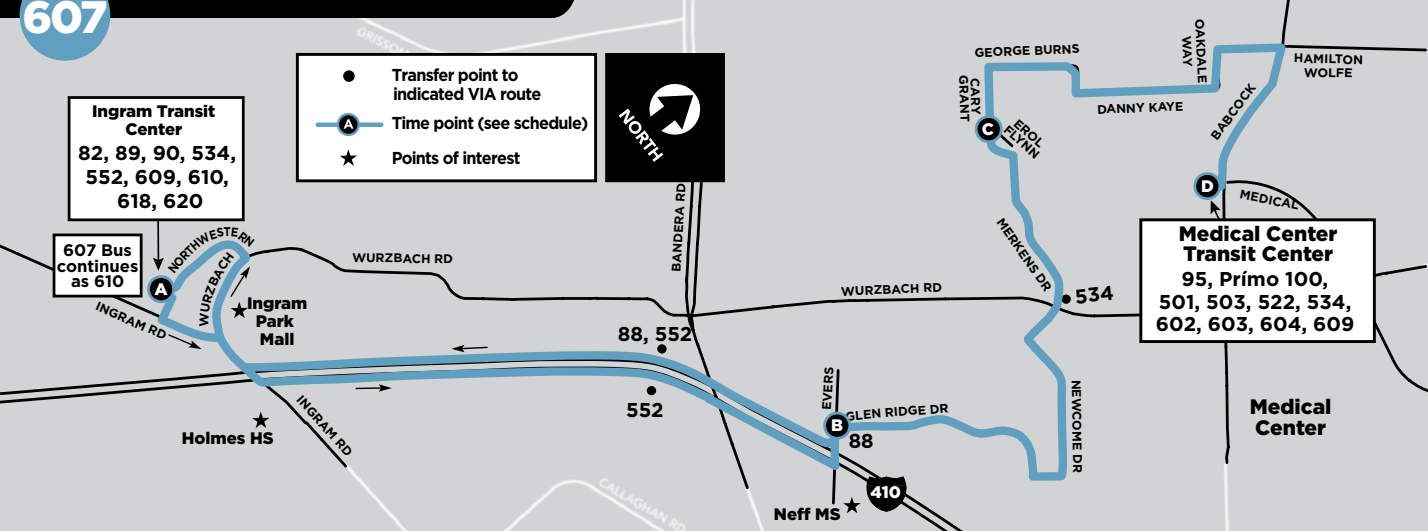 607
GRISSOM
Transfer point to
indicated VIA route
A
Time point (see schedule)
Points of interest
NORTH
Ingram Transit
Center
82, 89, 90, 534,
552, 609, 610,
618, 620
607 Bus
continues
as 610
A
NORTHWESTERN
WURZBACH
INGRAM RD
Ingram
Park
Mall
WURZBACH RD
BANDERA RD
WURZBACH RD
88, 552
552
Holmes HS
INGRAM RD
CALLAGHAN RD
EVERS
B
GLEN RIDGE DR
88
Neff MS
410
NEWCOME DR
534
MERKENS DR
EROL
FLYNN
C
CARY
GRANT
GEORGE BURNS
DANNY KAYE
OAKDALE
WAY
HAMILTON
WOLFE
BABCOCK
D
MEDICAL
Medical Center
Transit Center
95, Prímo 100,
501, 503, 522, 534,
602, 603, 604, 609
Medical
Center